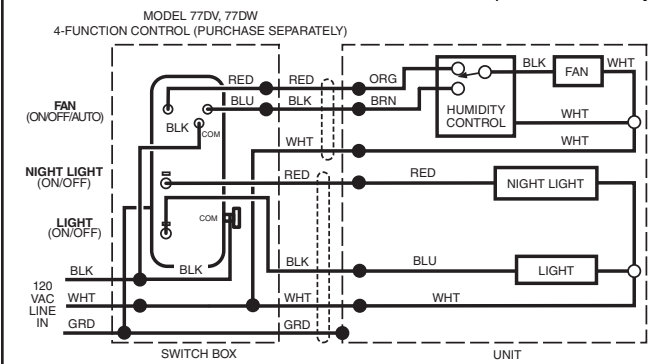 MODEL 77DV, 77DW
4-FUNCTION CONTROL (PURCHASE SEPARATELY)
RED RED ORG BLK FAN WHT
FAN
(ON/OFF/AUTO)
BLU BLK BRN
BLK COM
HUMIDITY
CONTROL
WHT
WHT WHT
NIGHT LIGHT
(ON/OFF)
RED RED NIGHT LIGHT
LIGHT
(ON/OFF)
COM
BLK BLK BLK BLU LIGHT
120
VAC
LINE
IN
WHT WHT WHT
GRD GRD
SWITCH BOX UNIT